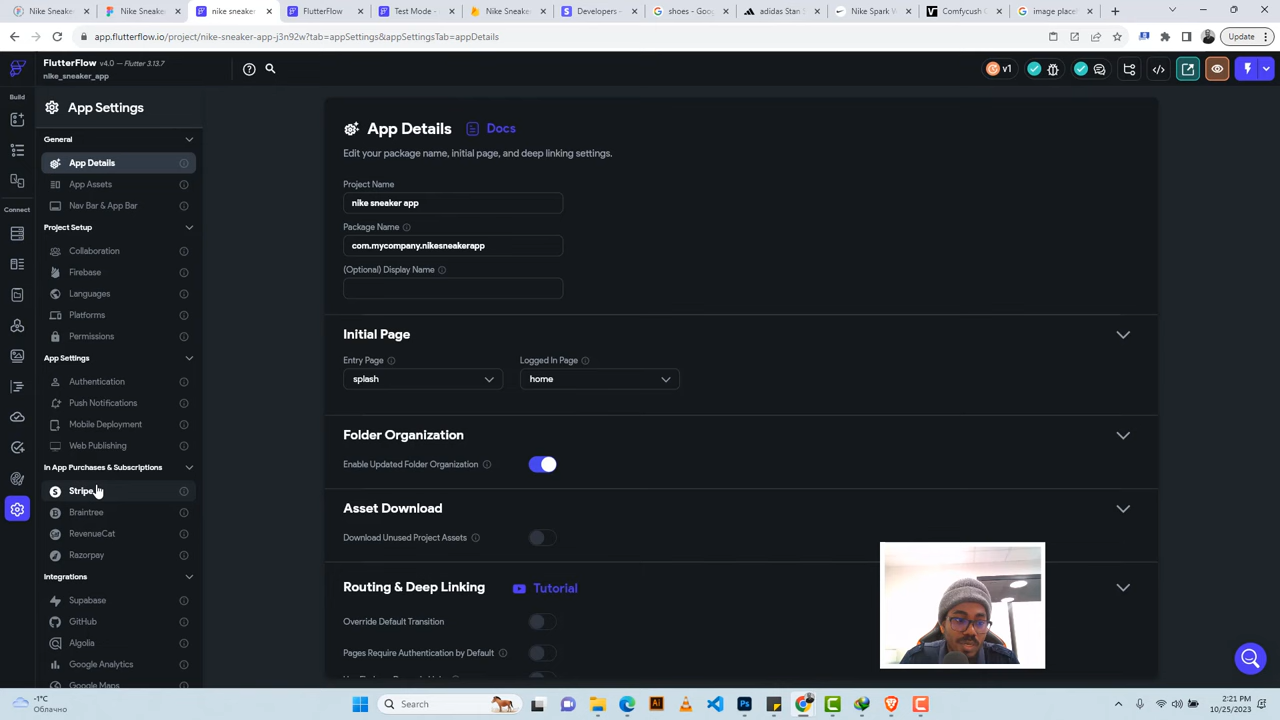 Nike Sneake
Nike Sneake
nike sneake
FlutterFlow
Test Mode -
Nike Sneake
Developers -
shoes - Goo
adidas Stan
Nike Spark V
Comfycush
image place
app.flutterflow.io/project/nike-sneaker-app-j3n92w?tab=appSettings&appSettingsTab=appDetails
Update
FlutterFlow v4.0 - Flutter 3.13.7
nike_sneaker_app
v1
Build
Connect
App Settings
General
App Details
App Assets
Nav Bar & App Bar
Project Setup
Collaboration
Firebase
Languages
Platforms
Permissions
App Settings
Authentication
Push Notifications
Mobile Deployment
Web Publishing
In App Purchases & Subscriptions
Stripe
Braintree
RevenueCat
Razorpay
Integrations
Supabase
GitHub
Algolia
Google Analytics
Google Maps
App Details Docs
Edit your package name, initial page, and deep linking settings.
Project Name
nike sneaker app
Package Name
com.mycompany.nikesneakerapp
(Optional) Display Name
Initial Page
Entry Page Logged In Page
splash home
Folder Organization
Enable Updated Folder Organization
Asset Download
Download Unused Project Assets
Routing & Deep Linking Tutorial
Override Default Transition
Pages Require Authentication by Default
-1°C
Облачно
Search
2:21 PM
10/25/2023